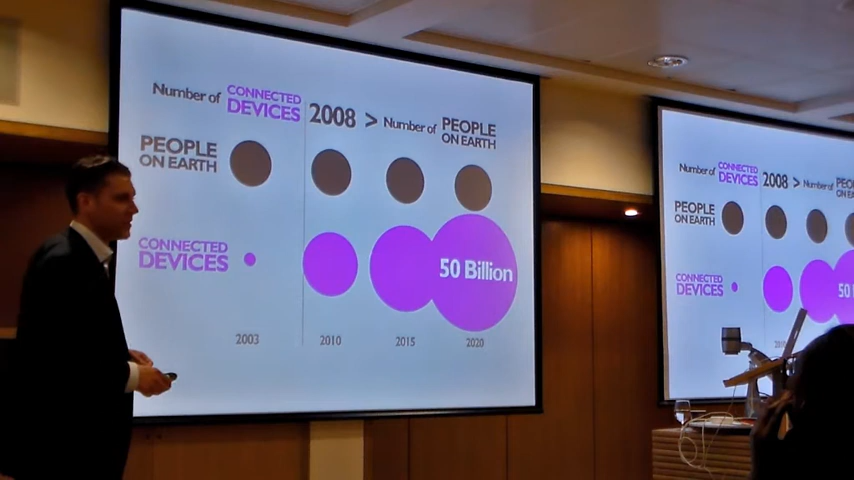 Number of CONNECTED DEVICES 2008 > Number of PEOPLE ON EARTH
PEOPLE
ON EARTH
CONNECTED
DEVICES
50 Billion
2003 2010 2015 2020
Number of CONNECTED DEVICES 2008 > Number of
PEOPLE
ON EARTH
CONNECTED
DEVICES